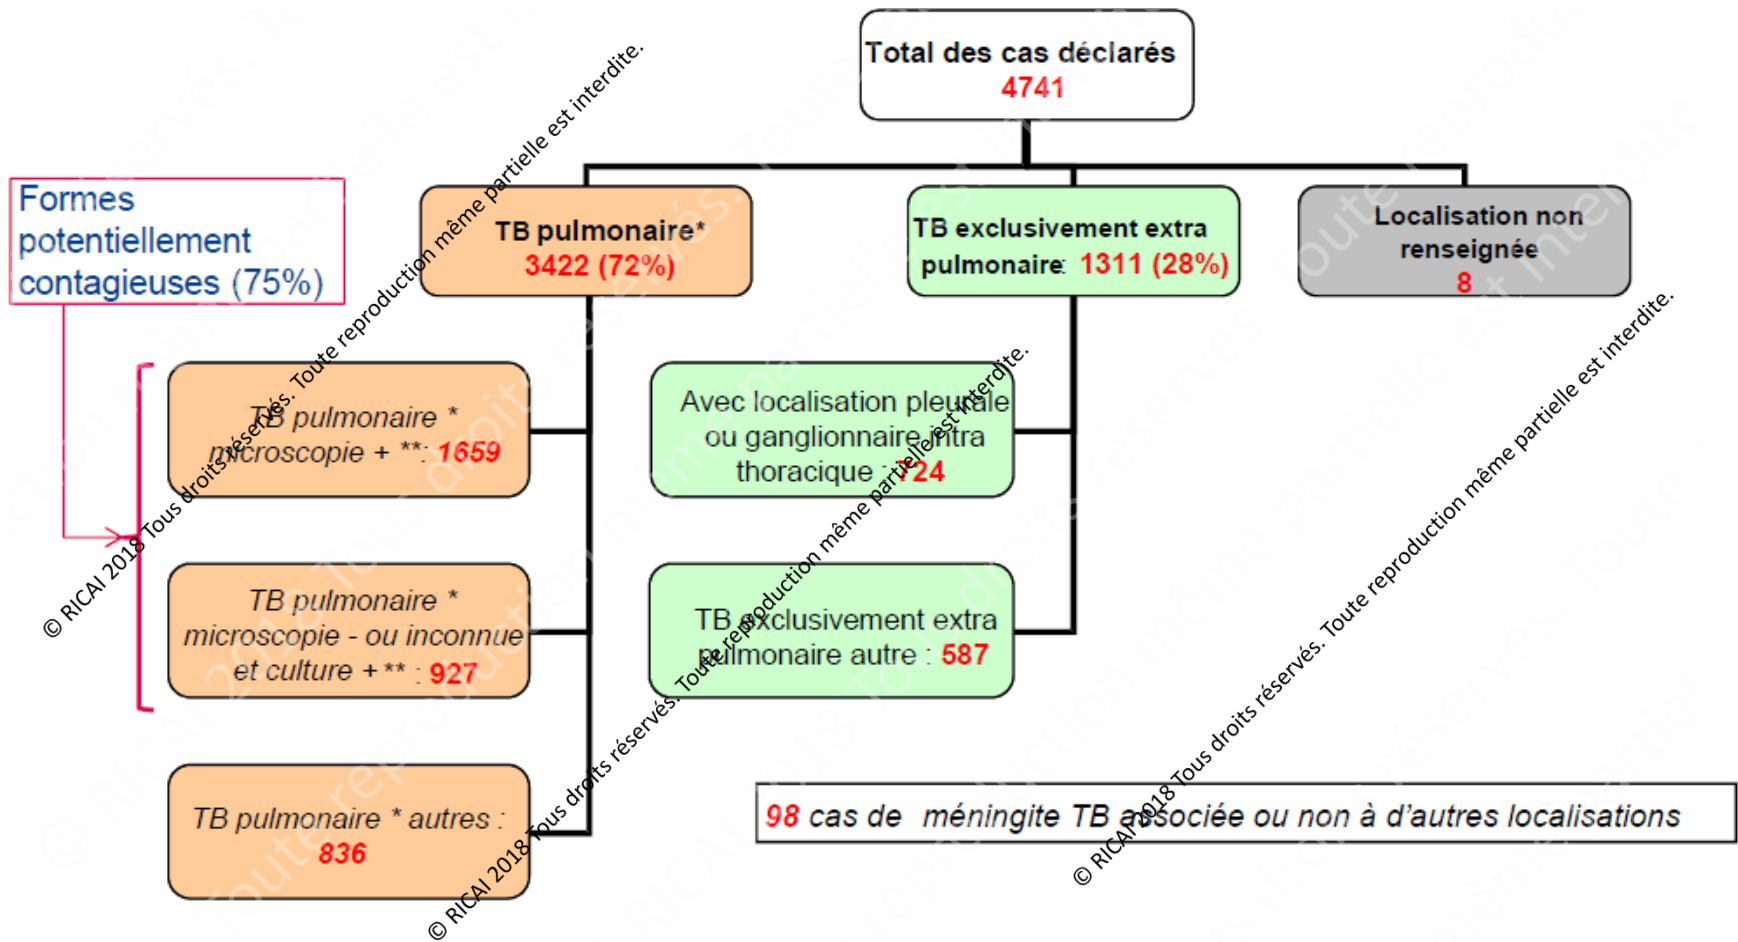 Total des cas déclarés
4741
Formes
potentiellement
contagieuses (75%)
TB pulmonaire*
3422 (72%)
TB exclusivement extra
pulmonaire: 1311 (28%)
Localisation non
renseignée
8
TB pulmonaire *
microscopie + **: 1659
Avec localisation pleurale
ou ganglionnaire intra
thoracique : 724
TB pulmonaire *
microscopie - ou inconnue
et culture + ** : 927
TB exclusivement extra
pulmonaire autre : 587
TB pulmonaire * autres :
836
98 cas de méningite TB associée ou non à d'autres localisations
© RICAI 2018 Tous droits réservés. Toute reproduction même partielle est interdite.
© RICAI 2018 Tous droits réservés. Toute reproduction même partielle est interdite.
© RICAI 2018 Tous droits réservés. Toute reproduction même partielle est interdite.